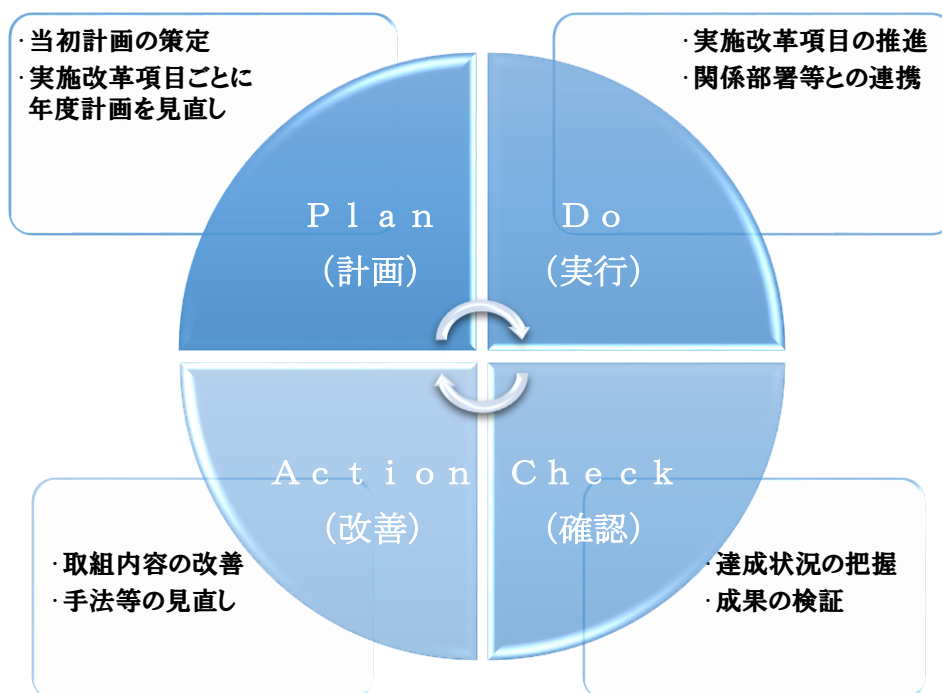 ・当初計画の策定
・実施改革項目ごとに
年度計画を見直し
・実施改革項目の推進
・関係部署等との連携
Ｐｌａｎ
（計画）
Ｄｏ
（実行）
Ａｃｔｉｏｎ
（改善）
Ｃｈｅｃｋ
（確認）
・取組内容の改善
・手法等の見直し
・達成状況の把握
・成果の検証